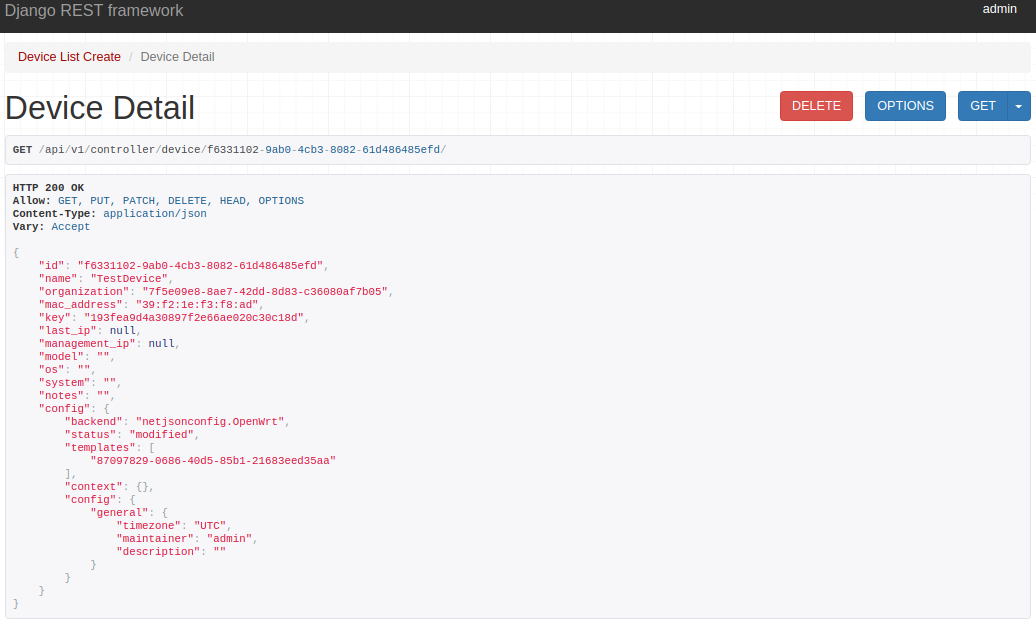 Django REST framework
admin
Device List Create / Device Detail
Device Detail
DELETE
OPTIONS
GET
GET /api/v1/controller/device/f6331102-9ab0-4cb3-8082-61d486485efd/
HTTP 200 OK
Allow: GET, PUT, PATCH, DELETE, HEAD, OPTIONS
Content-Type: application/json
Vary: Accept
{
    "id": "f6331102-9ab0-4cb3-8082-61d486485efd",
    "name": "TestDevice",
    "organization": "7f5e09e8-8ae7-42dd-8d83-c36080af7b05",
    "mac_address": "39:f2:1e:f3:f8:ad",
    "key": "193fea9d4a30897f2e66ae020c30c18d",
    "last_ip": null,
    "management_ip": null,
    "model": "",
    "os": "",
    "system": "",
    "notes": "",
    "config": {
        "backend": "netjsonconfig.OpenWrt",
        "status": "modified",
        "templates": [
            "87097829-0686-40d5-85b1-21683eed35aa"
        ],
        "context": {},
        "config": {
            "general": {
                "timezone": "UTC",
                "maintainer": "admin",
                "description": ""
            }
        }
    }
}